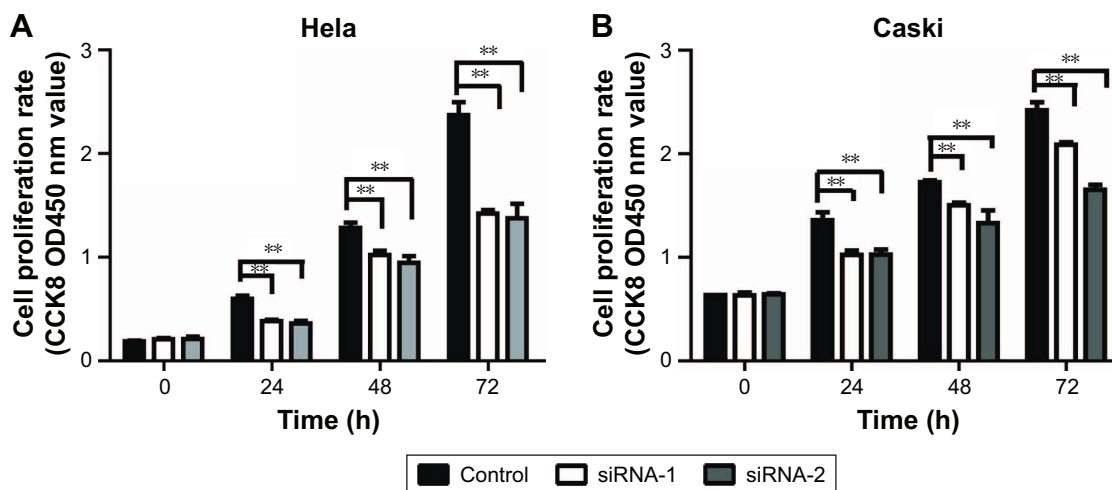 A
Hela
Cell proliferation rate
(CCK8 OD450 nm value)
3
2
1
0
**
**
**
**
**
**
0
24
48
72
Time (h)
B
Caski
Cell proliferation rate
(CCK8 OD450 nm value)
3
2
1
0
**
**
**
**
**
**
0
24
48
72
Time (h)
Control
siRNA-1
siRNA-2